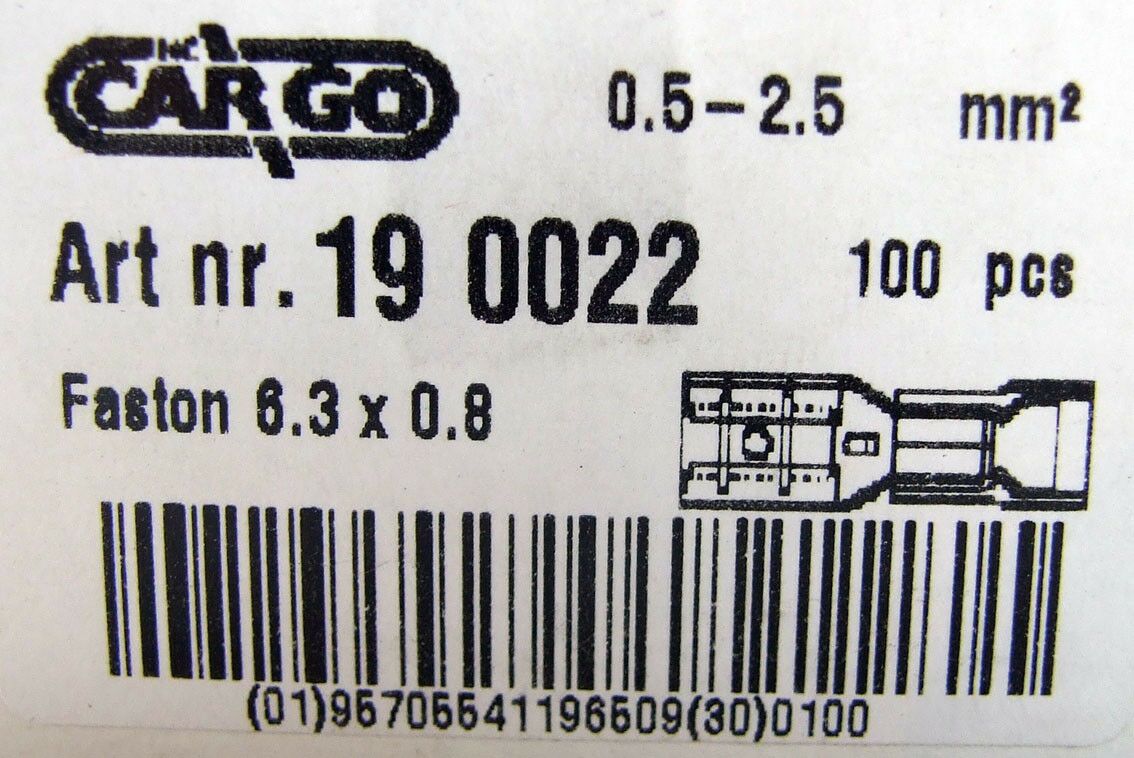 HC CARGO
0.5-2.5 mm²
Art nr. 19 0022 100 pcs
Faston 6.3 x 0.8
(01)95705541196509(30)0100